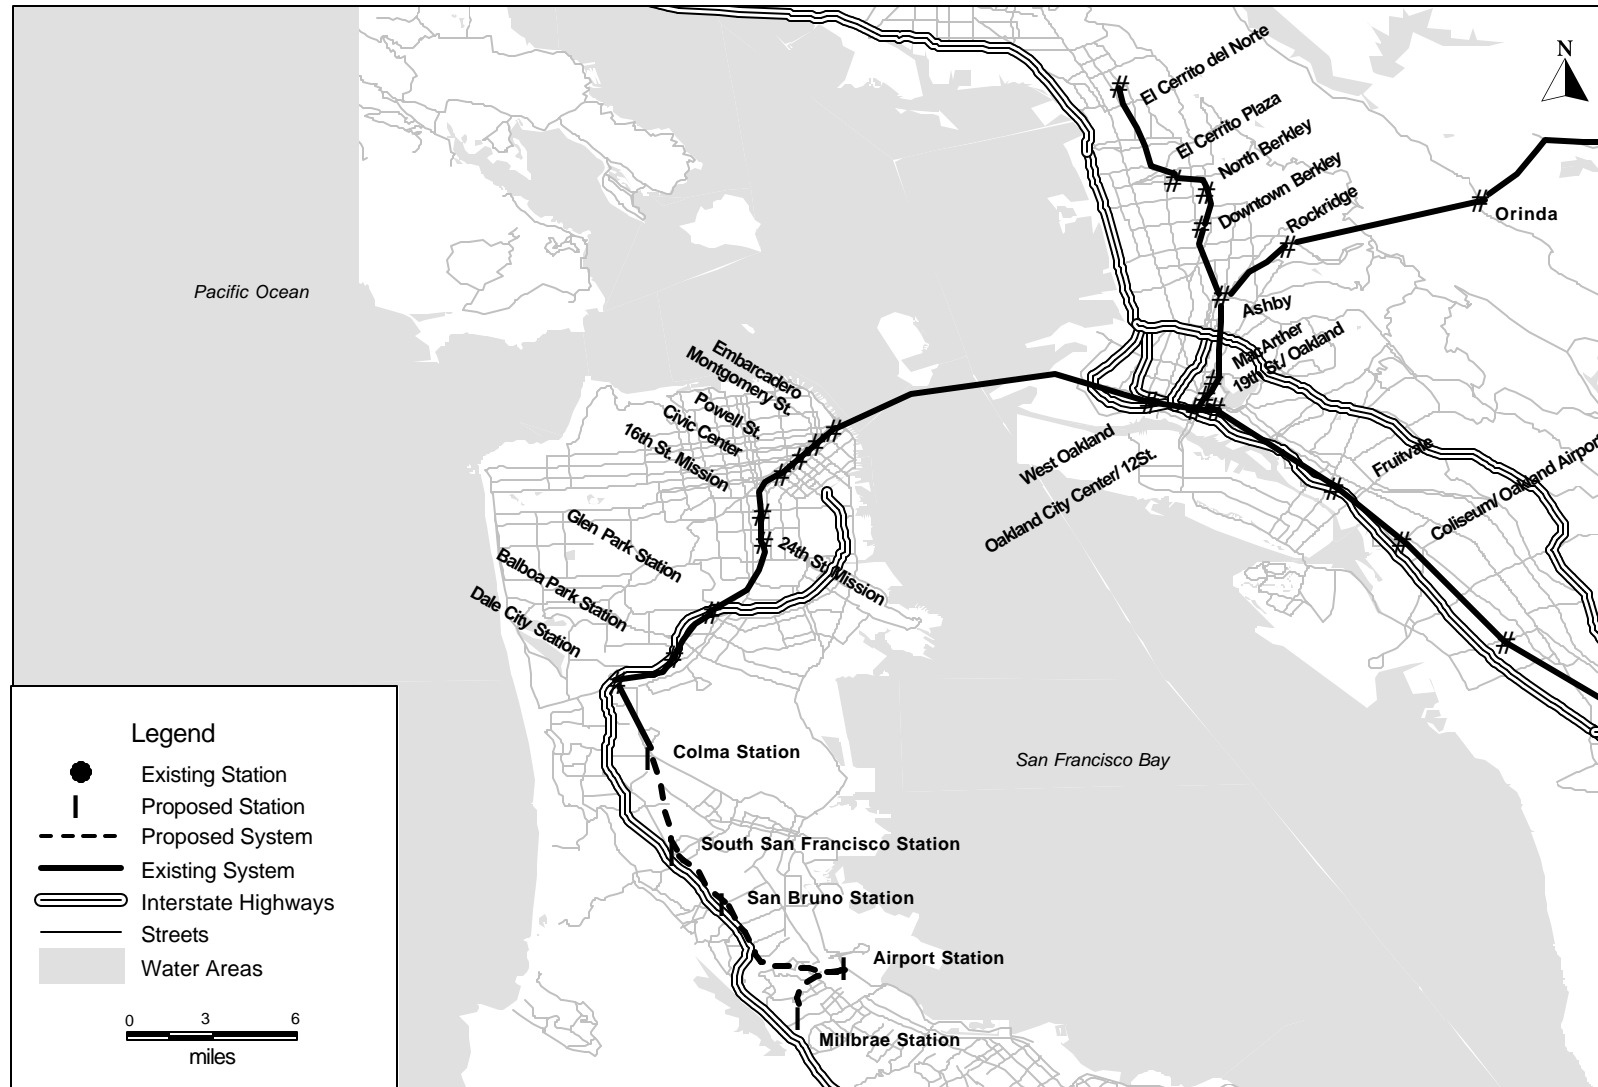 N
El Cerrito del Norte
El Cerrito Plaza
North Berkley
Downtown Berkley
Rockridge
Orinda
Pacific Ocean
Ashby
MacArther
19th St./ Oakland
Embarcadero
Montgomery St.
Powell St.
Civic Center
16th St. Mission
West Oakland
Oakland City Center/ 12St.
Fruitvale
Coliseum/ Oakland Airport
Glen Park Station
24th St. Mission
Balboa Park Station
Dale City Station
Colma Station
San Francisco Bay
South San Francisco Station
San Bruno Station
Airport Station
Millbrae Station
Legend
Existing Station
Proposed Station
Proposed System
Existing System
Interstate Highways
Streets
Water Areas
0 3 6
miles